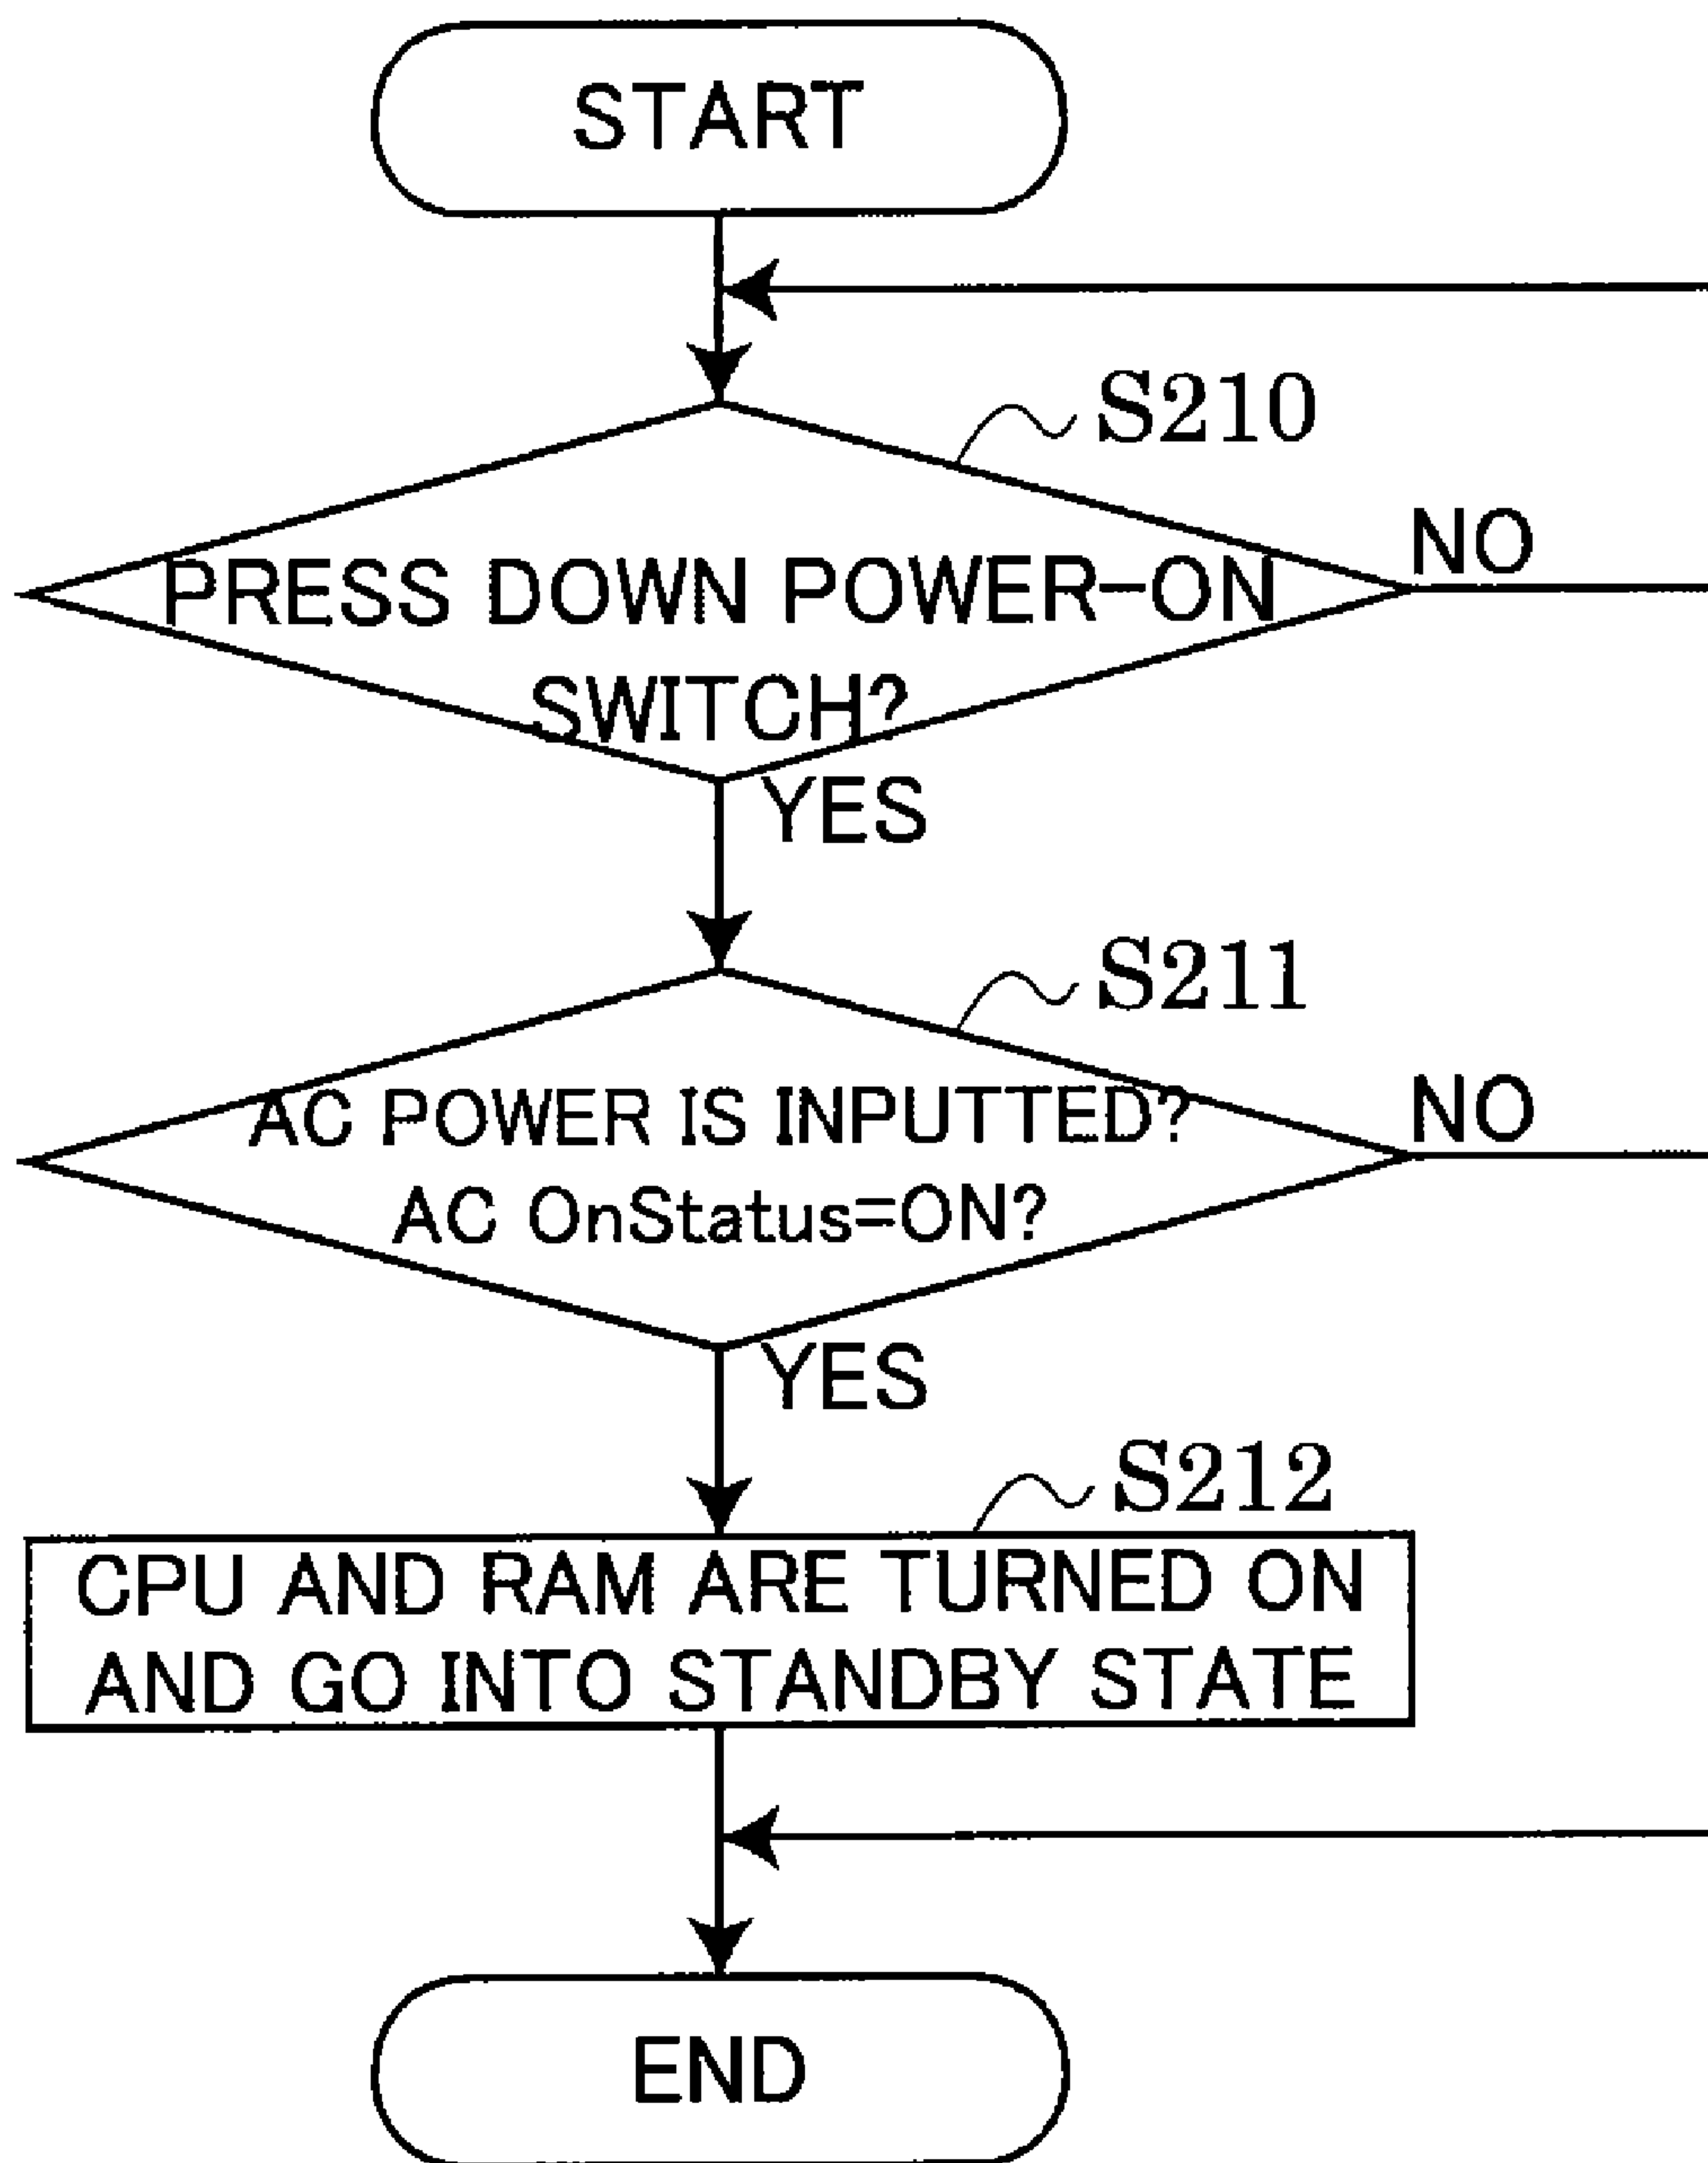 START
S210
PRESS DOWN POWER-ON
SWITCH?
NO
YES
S211
AC POWER IS INPUTTED?
AC OnStatus=ON?
NO
YES
S212
CPU AND RAM ARE TURNED ON
AND GO INTO STANDBY STATE
END